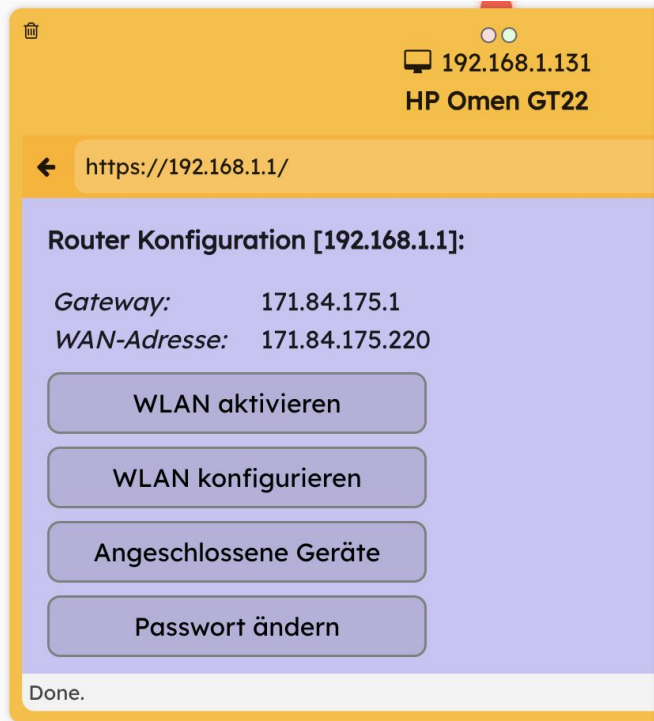 192.168.1.131
HP Omen GT22
https://192.168.1.1/
Router Konfiguration [192.168.1.1]:
Gateway: 171.84.175.1
WAN-Adresse: 171.84.175.220
WLAN aktivieren
WLAN konfigurieren
Angeschlossene Geräte
Passwort ändern
Done.